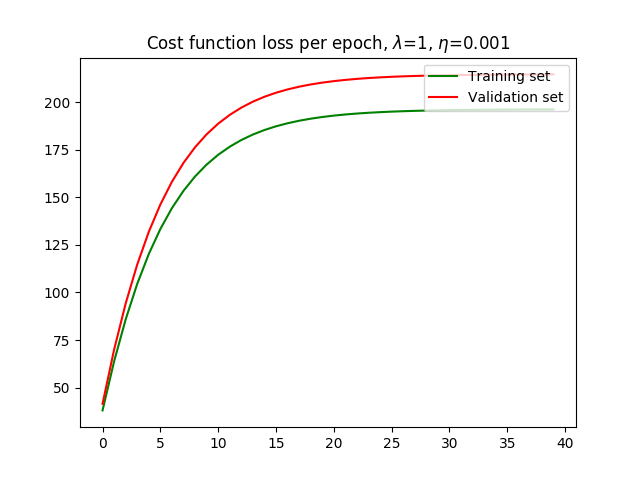 Cost function loss per epoch, λ=1, η=0.001
Training set
Validation set
200
175
150
125
100
75
50
0 5 10 15 20 25 30 35 40